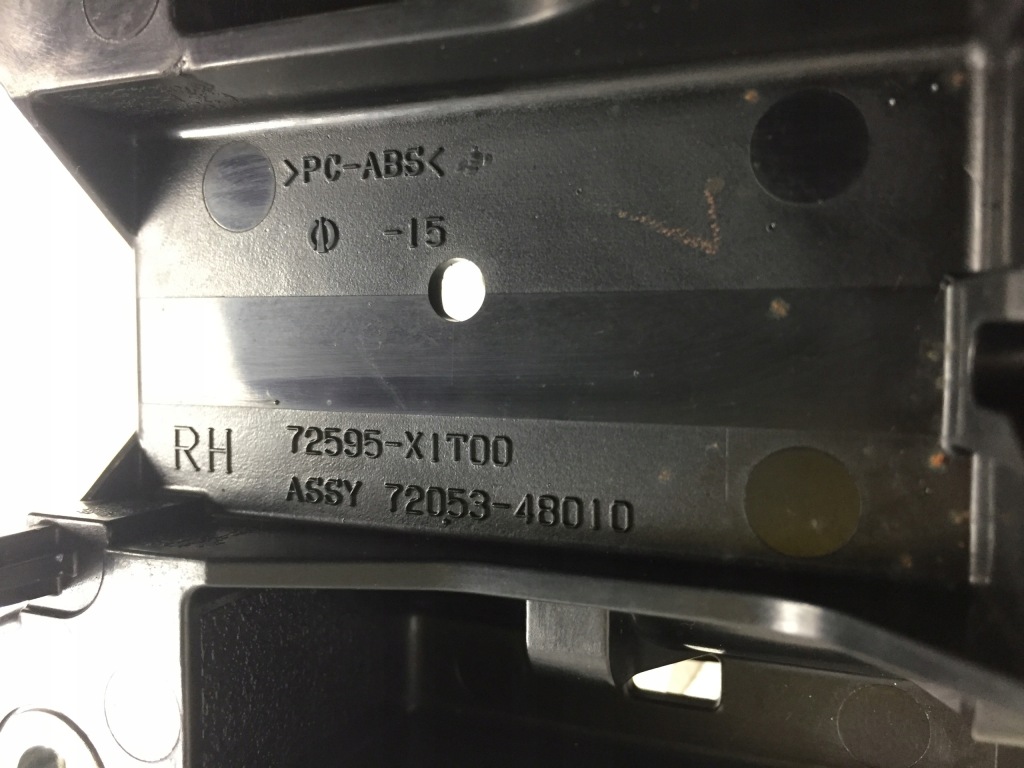 >PC-ABS<
-15
RH 72595-X1T00
ASSY 72053-48010